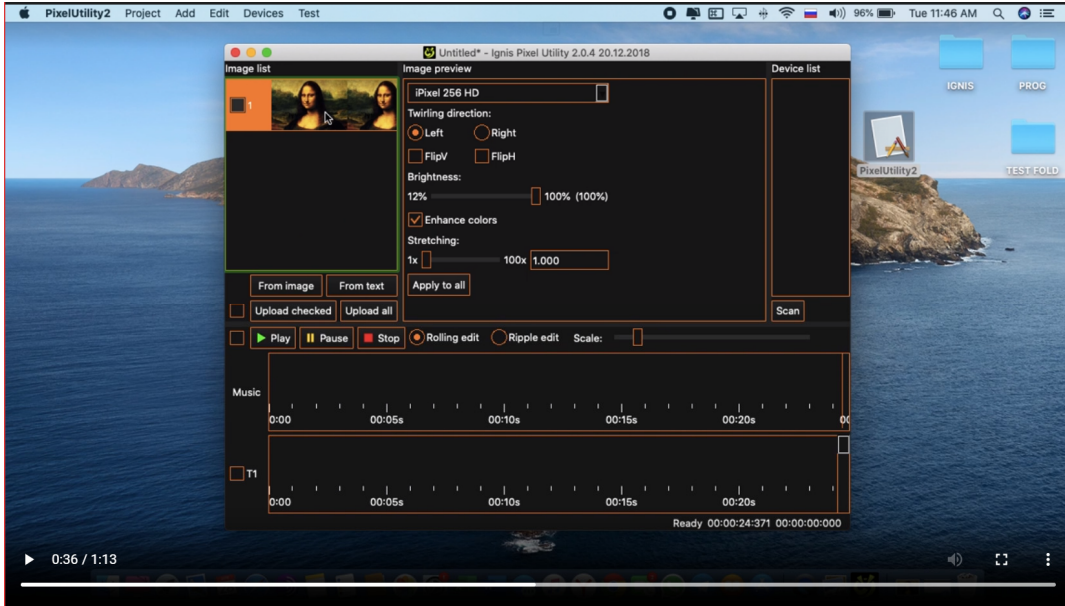 PixelUtility2 Project Add Edit Devices Test 96% Tue 11:46 AM
Untitled* - Ignis Pixel Utility 2.0.4 20.12.2018
Image list Image preview Device list
1
iPixel 256 HD
Twirling direction:
Left Right
FlipV FlipH
Brightness:
12% 100% (100%)
Enhance colors
Stretching:
1x 100x 1.000
From image From text Apply to all
Upload checked Upload all Scan
Play Pause Stop Rolling edit Ripple edit Scale:
Music
0:00 00:05s 00:10s 00:15s 00:20s
T1
0:00 00:05s 00:10s 00:15s 00:20s
Ready 00:00:24:371 00:00:00:000
IGNIS PROG
PixelUtility2 TEST FOLD
0:36 / 1:13